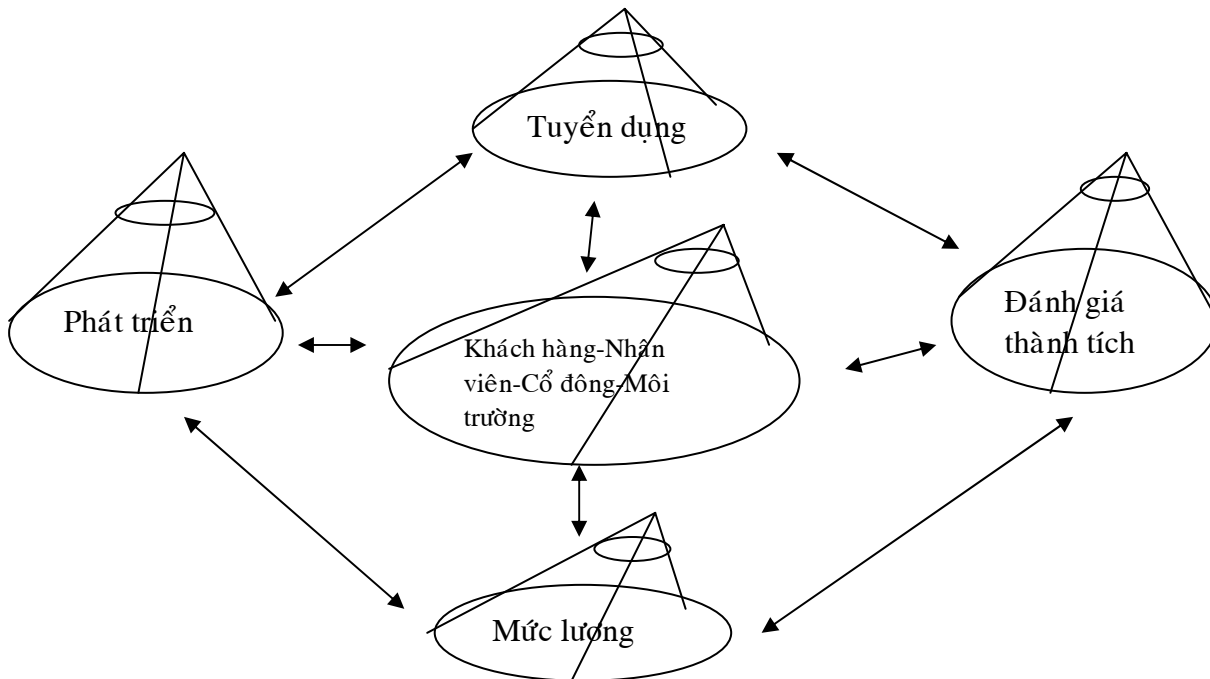 Tuyển dụng
Phát triển
Khách hàng-Nhân
viên-Cổ đông-Môi
trường
Đánh giá
thành tích
Mức lương